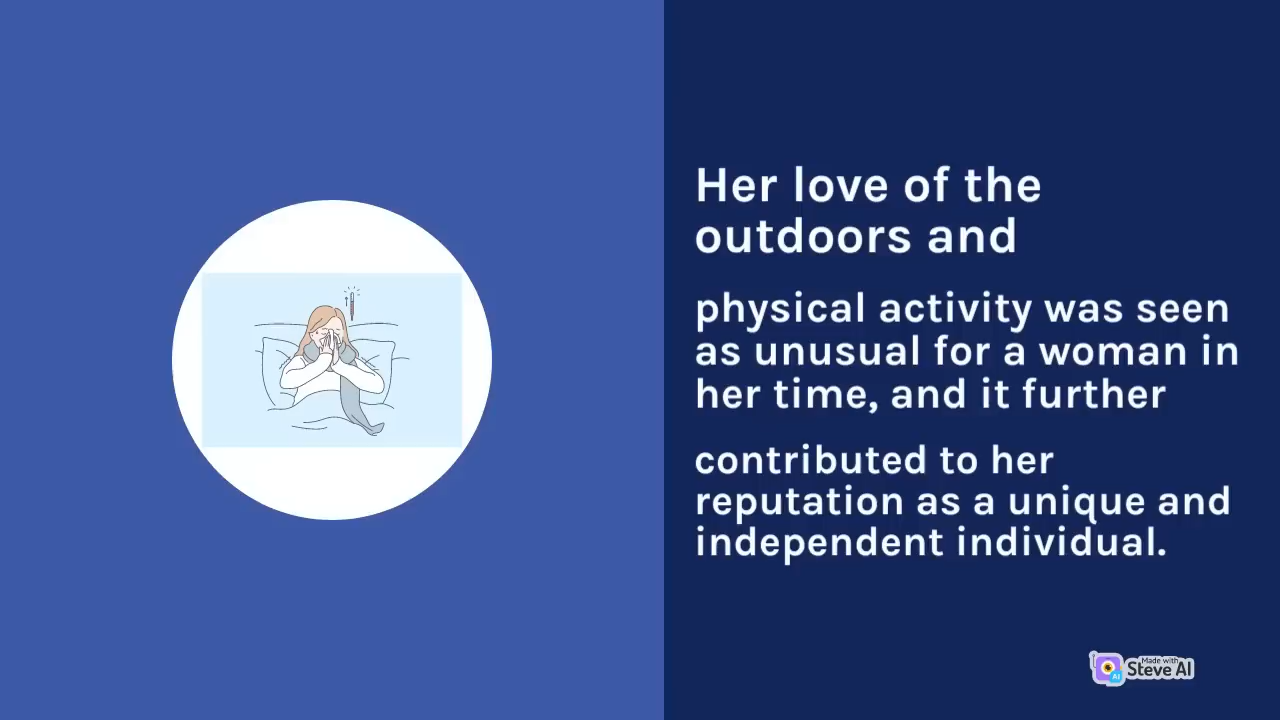 Her love of the
outdoors and
physical activity was seen
as unusual for a woman in
her time, and it further
contributed to her
reputation as a unique and
independent individual.
Made with
Steve AI
AI